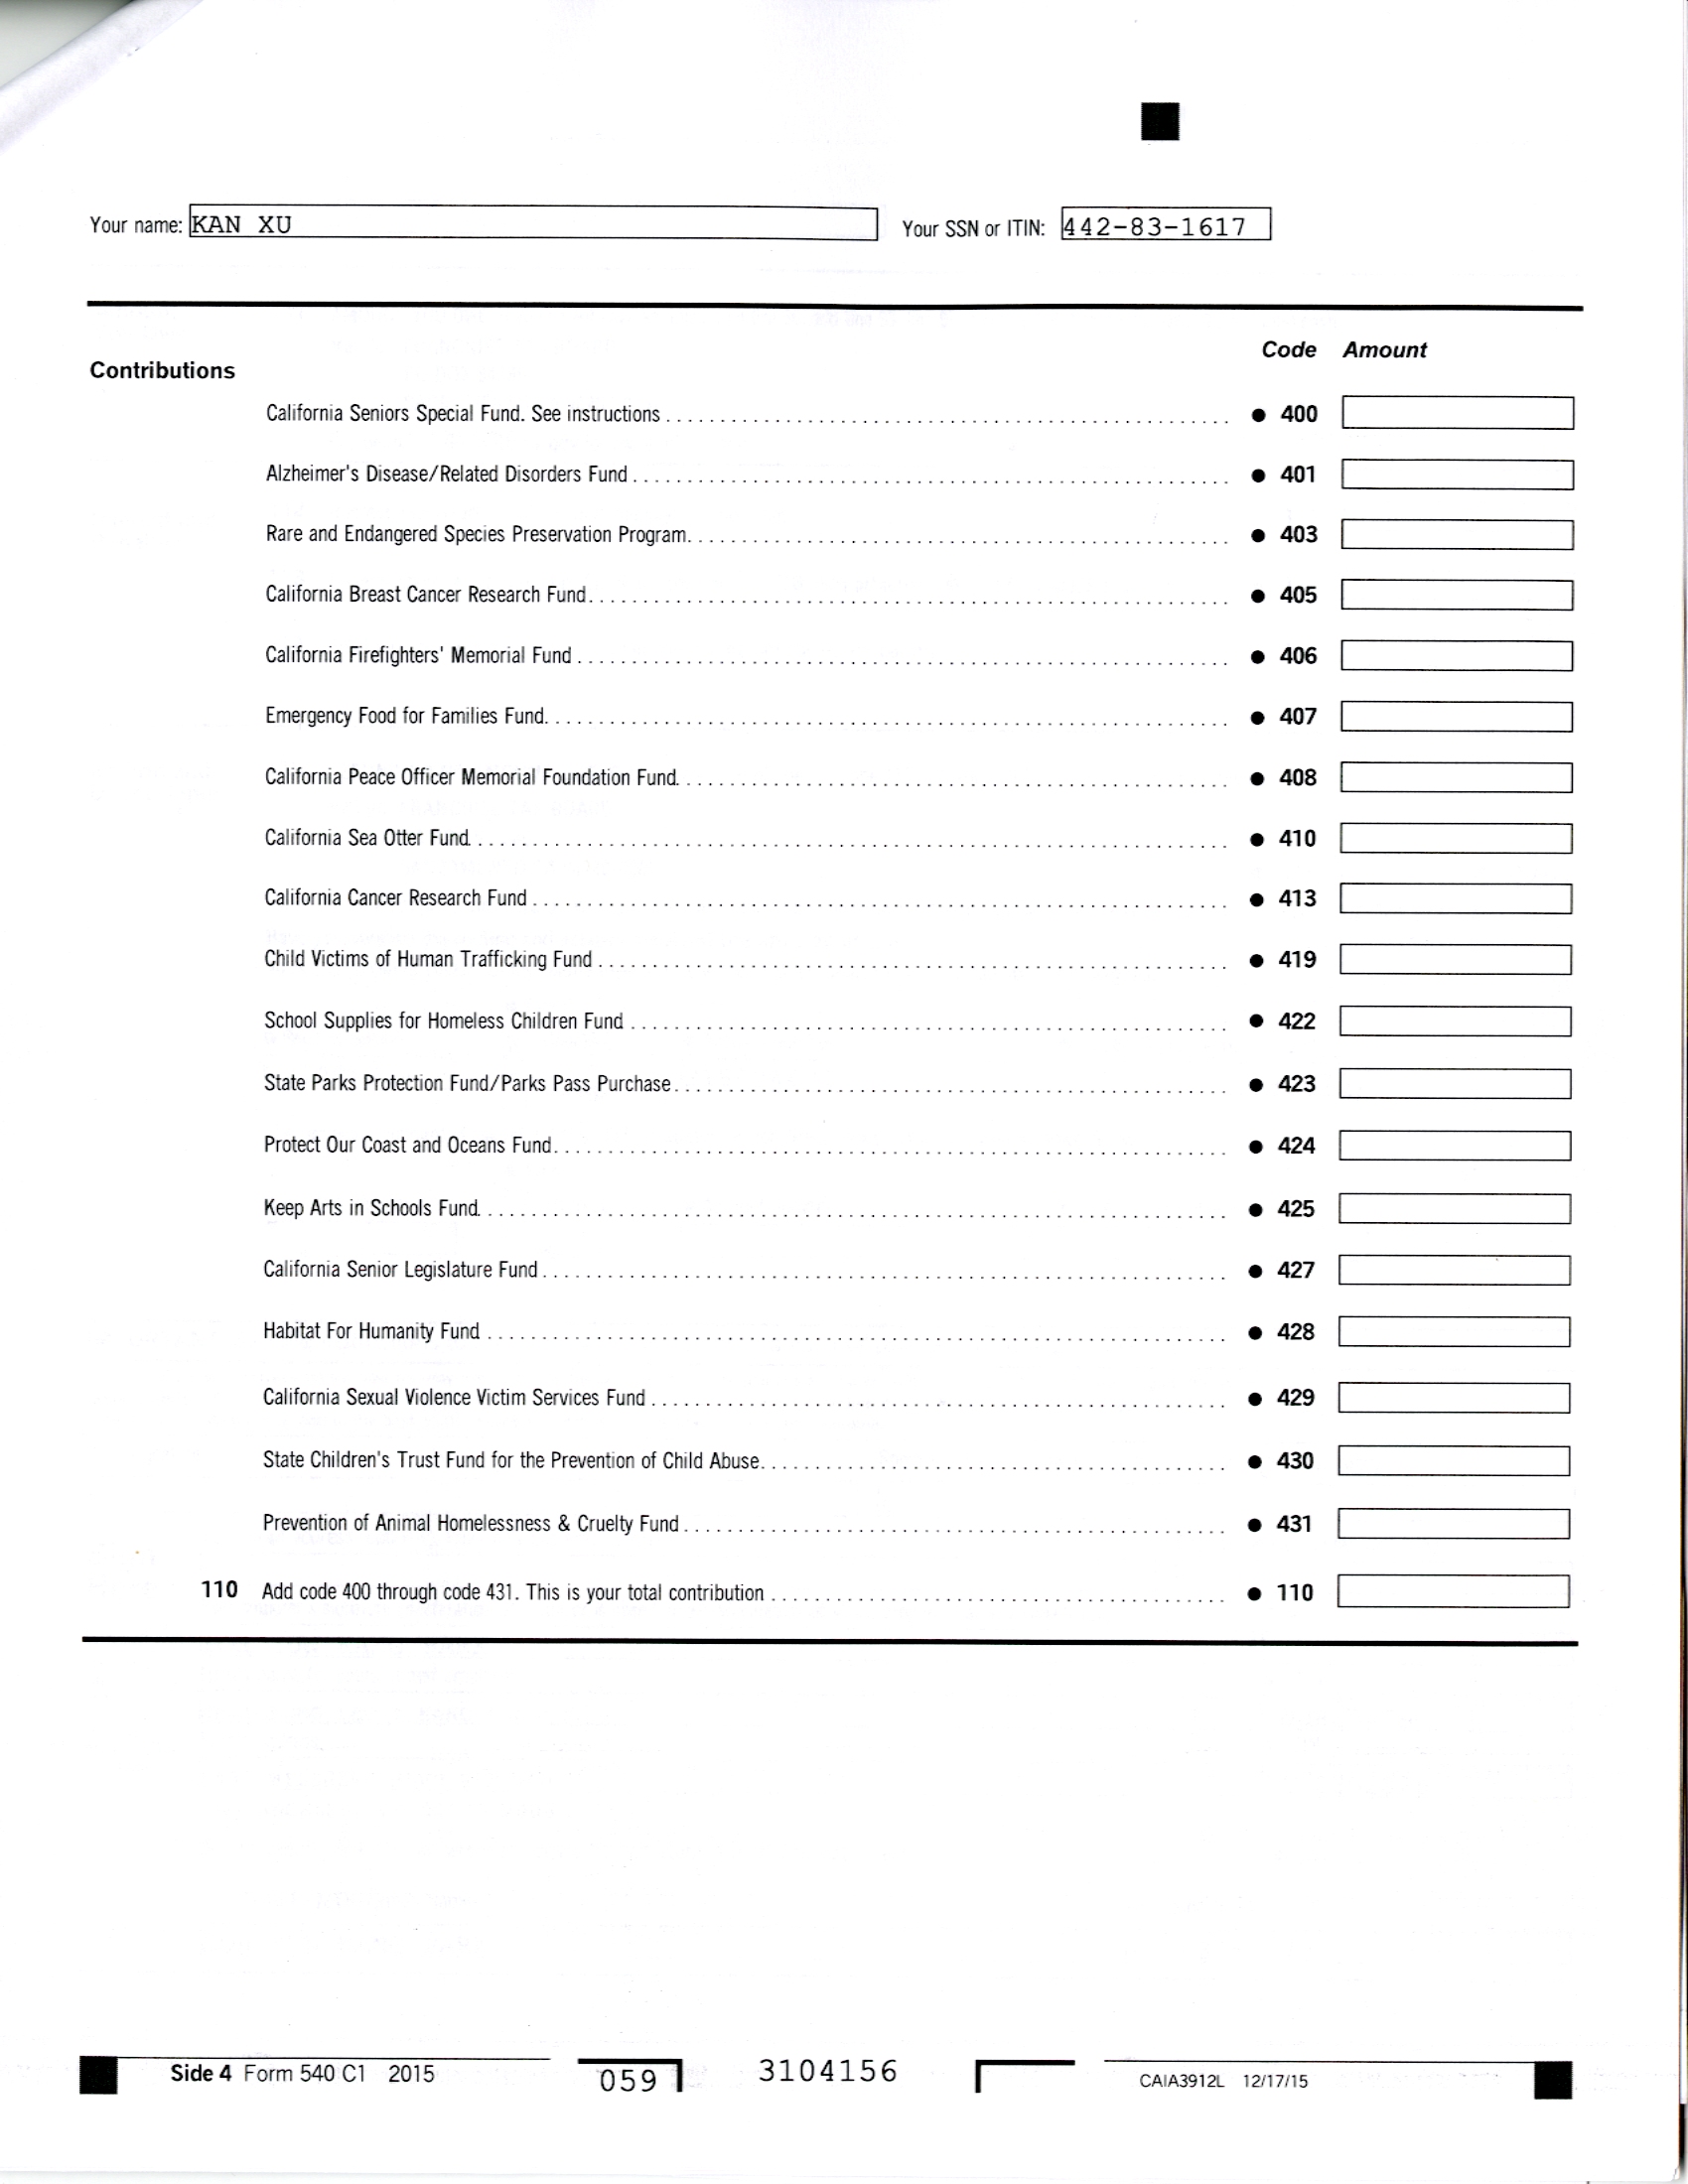 Your name: KAN XU Your SSN or ITIN: 442-83-1617
Code Amount
Contributions
California Seniors Special Fund. See instructions ● 400
Alzheimer's Disease/Related Disorders Fund ● 401
Rare and Endangered Species Preservation Program ● 403
California Breast Cancer Research Fund ● 405
California Firefighters' Memorial Fund ● 406
Emergency Food for Families Fund ● 407
California Peace Officer Memorial Foundation Fund ● 408
California Sea Otter Fund ● 410
California Cancer Research Fund ● 413
Child Victims of Human Trafficking Fund ● 419
School Supplies for Homeless Children Fund ● 422
State Parks Protection Fund/Parks Pass Purchase ● 423
Protect Our Coast and Oceans Fund ● 424
Keep Arts in Schools Fund ● 425
California Senior Legislature Fund ● 427
Habitat For Humanity Fund ● 428
California Sexual Violence Victim Services Fund ● 429
State Children's Trust Fund for the Prevention of Child Abuse ● 430
Prevention of Animal Homelessness & Cruelty Fund ● 431
110 Add code 400 through code 431. This is your total contribution ● 110
Side 4 Form 540 C1 2015 059 3104156 CAIA3912L 12/17/15